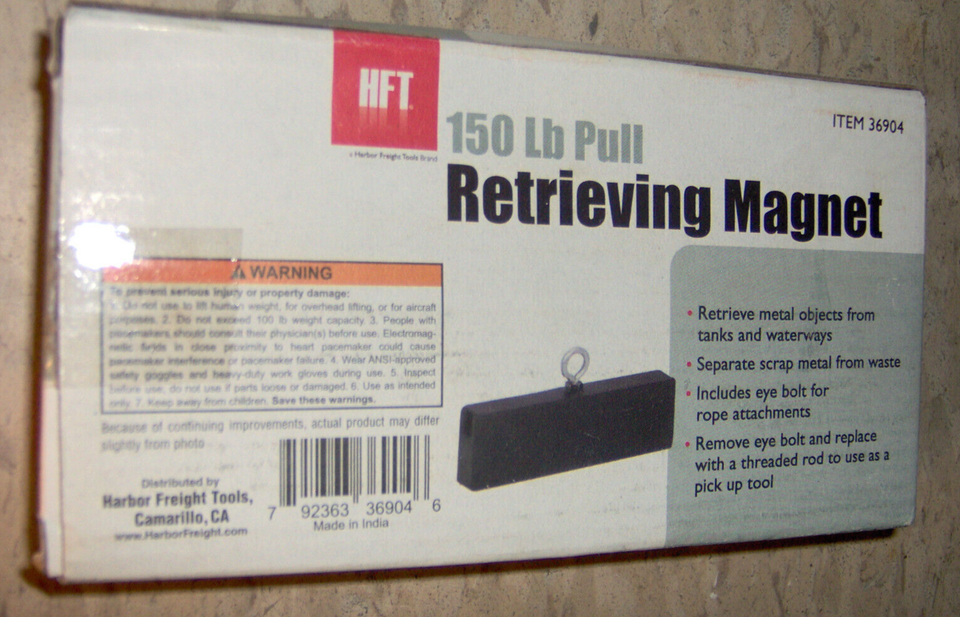 HFT
a Harbor Freight Tools Brand
ITEM 36904
150 Lb Pull
Retrieving Magnet
WARNING
To prevent serious injury or property damage:
1. Do not use to lift human weight, for overhead lifting, or for aircraft
purposes. 2. Do not exceed 100 lb weight capacity. 3. People with
pacemakers should consult their physician(s) before use. Electromag-
netic fields in close proximity to heart pacemaker could cause
pacemaker interference or pacemaker failure. 4. Wear ANSI-approved
safety goggles and heavy-duty work gloves during use. 5. Inspect
before use, do not use if parts loose or damaged. 6. Use as intended
only. 7. Keep away from children. Save these warnings.
Because of continuing improvements, actual product may differ
slightly from photo
Distributed by
Harbor Freight Tools,
Camarillo, CA
www.HarborFreight.com
7 92363 36904 6
Made in India
• Retrieve metal objects from
tanks and waterways
• Separate scrap metal from waste
• Includes eye bolt for
rope attachments
• Remove eye bolt and replace
with a threaded rod to use as a
pick up tool